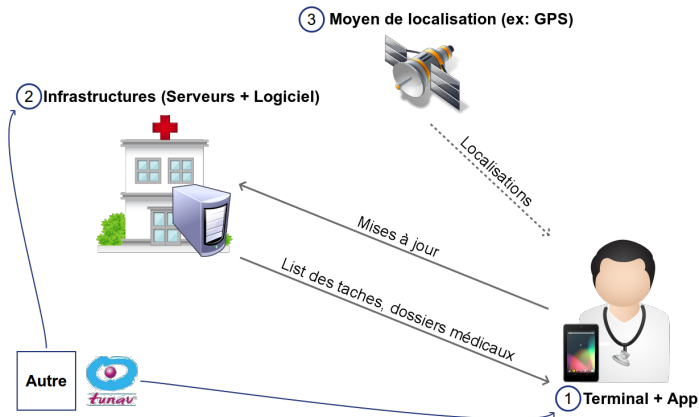 3 Moyen de localisation (ex: GPS)
2 Infrastructures (Serveurs + Logiciel)
Localisations
Mises à jour
List des taches, dossiers médicaux
Autre
tunav
1 Terminal + App